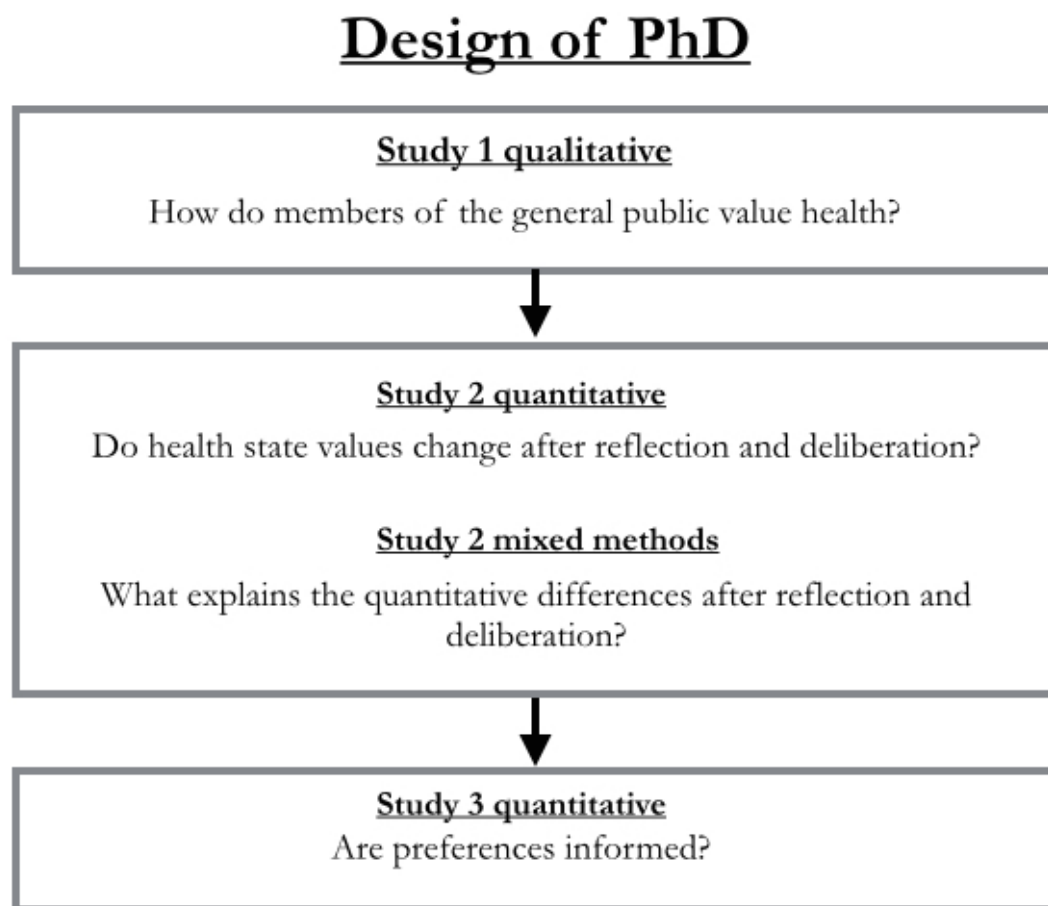 Design of PhD
Study 1 qualitative
How do members of the general public value health?
Study 2 quantitative
Do health state values change after reflection and deliberation?
Study 2 mixed methods
What explains the quantitative differences after reflection and
deliberation?
Study 3 quantitative
Are preferences informed?